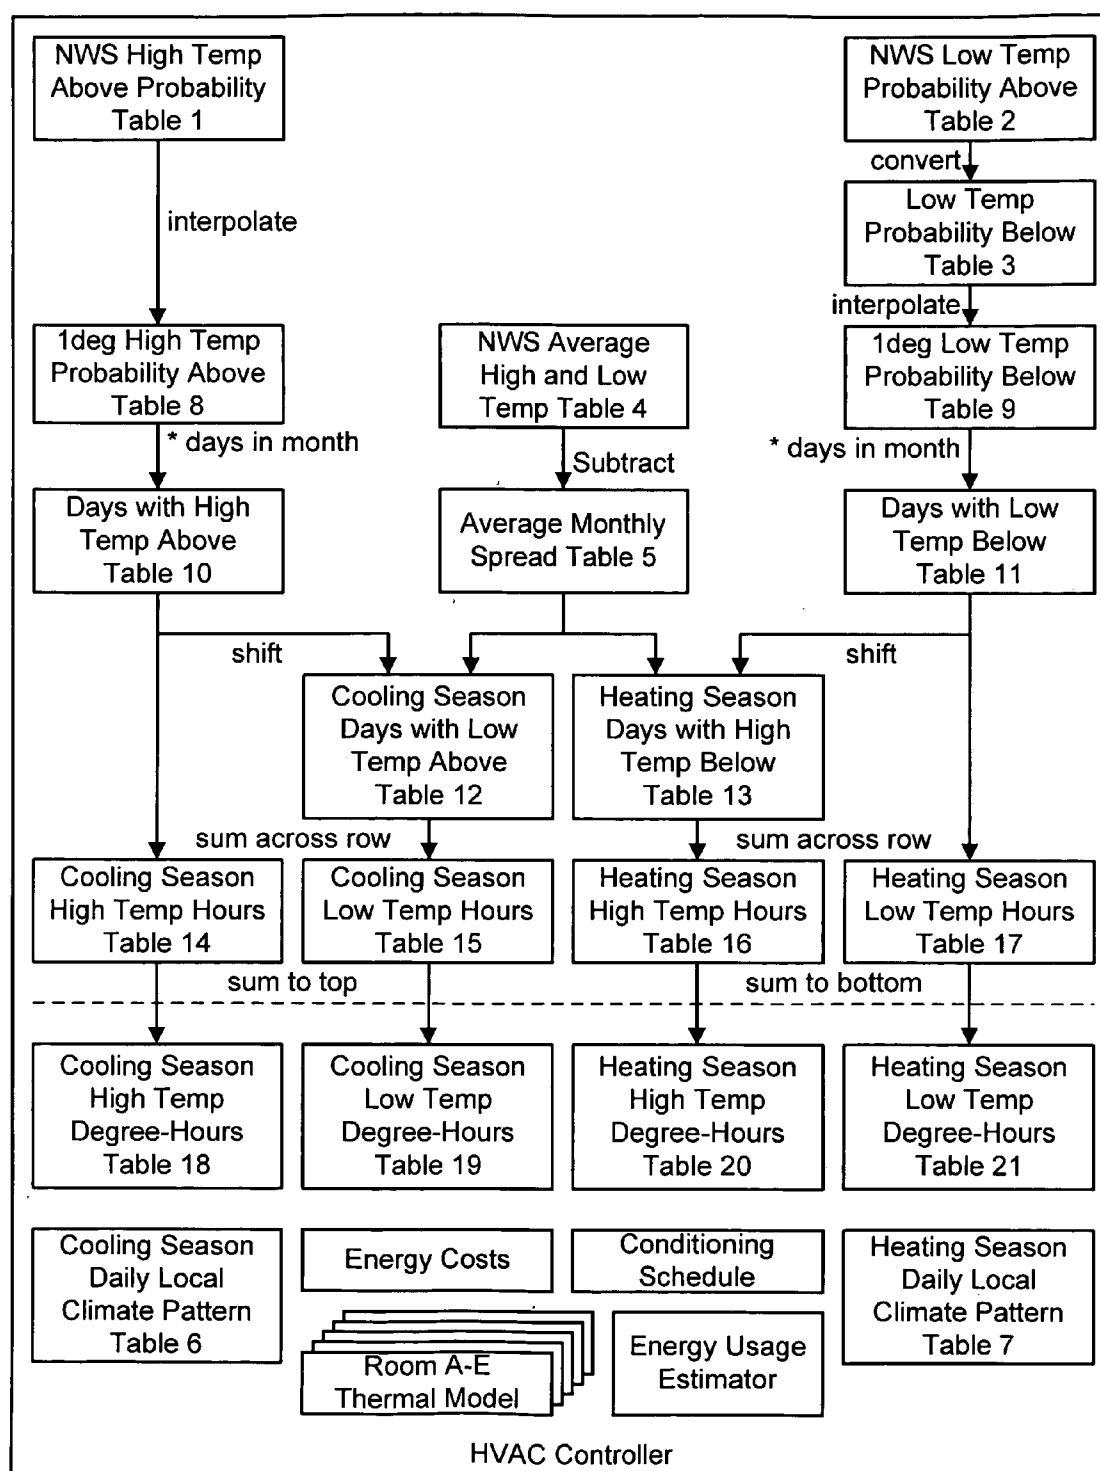 NWS High Temp
Above Probability
Table 1
NWS Low Temp
Probability Above
Table 2
convert
interpolate
Low Temp
Probability Below
Table 3
interpolate
1deg High Temp
Probability Above
Table 8
NWS Average
High and Low
Temp Table 4
1deg Low Temp
Probability Below
Table 9
* days in month
Subtract
* days in month
Days with High
Temp Above
Table 10
Average Monthly
Spread Table 5
Days with Low
Temp Below
Table 11
shift
shift
Cooling Season
Days with Low
Temp Above
Table 12
Heating Season
Days with High
Temp Below
Table 13
sum across row
sum across row
Cooling Season
High Temp Hours
Table 14
Cooling Season
Low Temp Hours
Table 15
Heating Season
High Temp Hours
Table 16
Heating Season
Low Temp Hours
Table 17
sum to top
sum to bottom
Cooling Season
High Temp
Degree-Hours
Table 18
Cooling Season
Low Temp
Degree-Hours
Table 19
Heating Season
High Temp
Degree-Hours
Table 20
Heating Season
Low Temp
Degree-Hours
Table 21
Cooling Season
Daily Local
Climate Pattern
Table 6
Energy Costs
Conditioning
Schedule
Heating Season
Daily Local
Climate Pattern
Table 7
Room A-E
Thermal Model
Energy Usage
Estimator
HVAC Controller